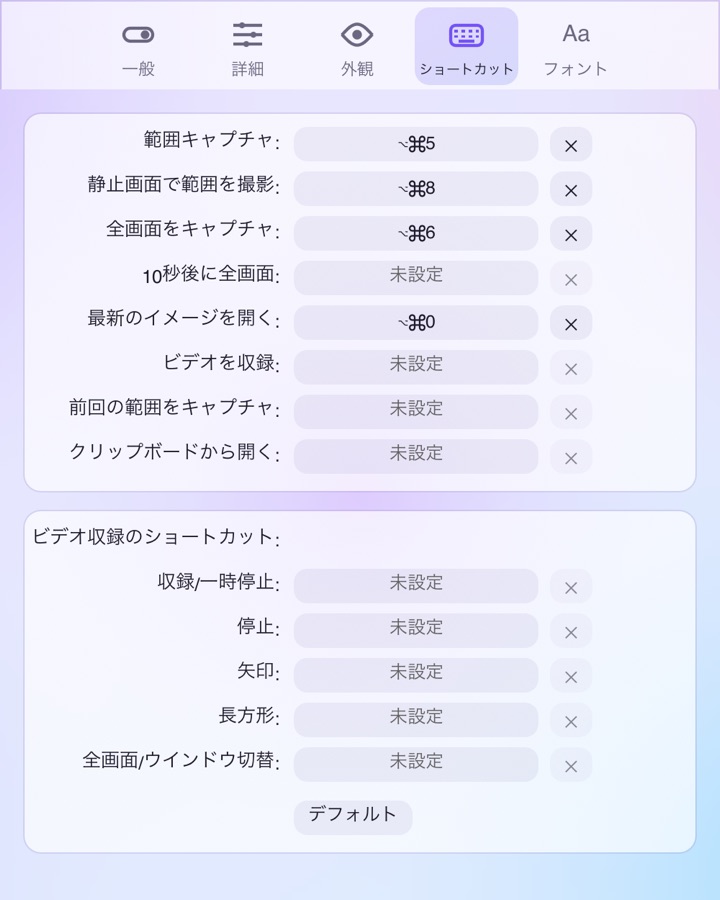 一般 詳細 外観 ショートカット Aa フォント
範囲キャプチャ: ⌥⌘5 ×
静止画面で範囲を撮影: ⌥⌘8 ×
全画面をキャプチャ: ⌥⌘6 ×
10秒後に全画面: 未設定 ×
最新のイメージを開く: ⌥⌘0 ×
ビデオを収録: 未設定 ×
前回の範囲をキャプチャ: 未設定 ×
クリップボードから開く: 未設定 ×
ビデオ収録のショートカット:
収録/一時停止: 未設定 ×
停止: 未設定 ×
矢印: 未設定 ×
長方形: 未設定 ×
全画面/ウインドウ切替: 未設定 ×
デフォルト